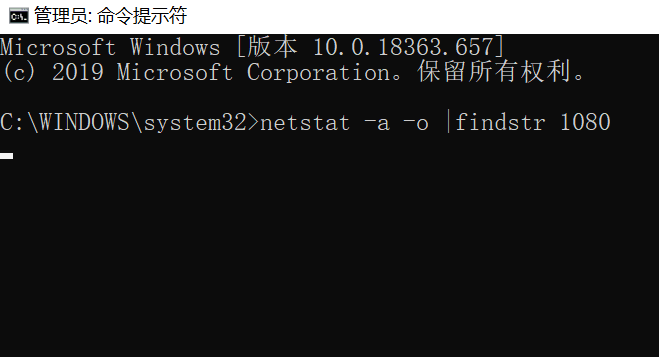 管理员: 命令提示符
Microsoft Windows [版本 10.0.18363.657]
(c) 2019 Microsoft Corporation。保留所有权利。
C:\WINDOWS\system32>netstat -a -o |findstr 1080